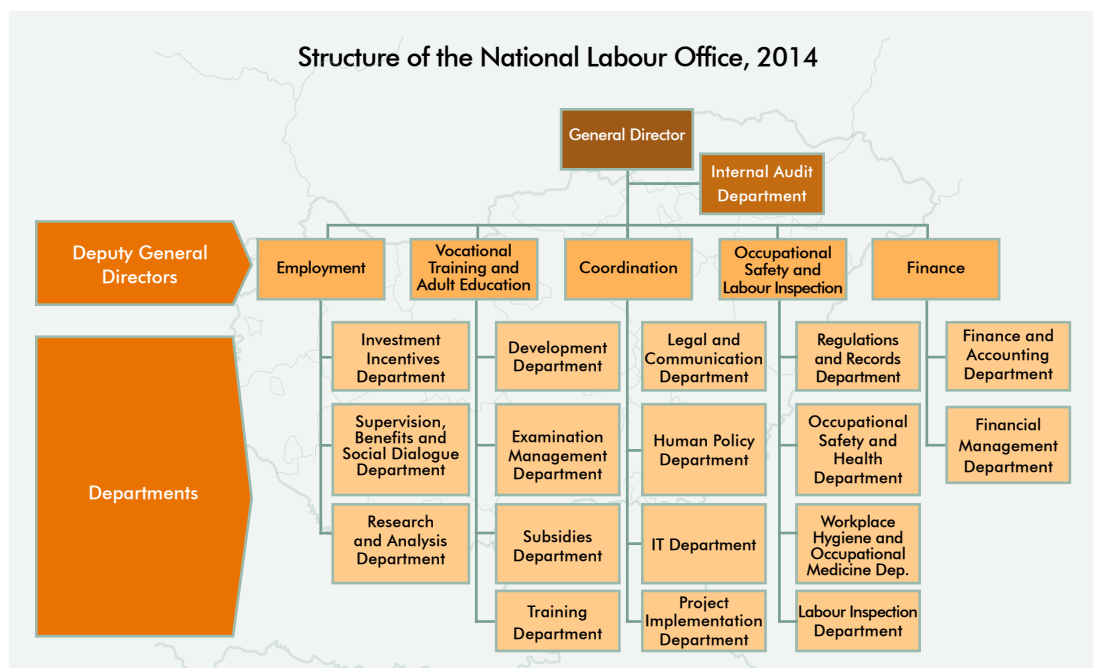 Structure of the National Labour Office, 2014
General Director
Internal Audit
Department
Deputy General
Directors
Employment
Vocational
Training and
Adult Education
Coordination
Occupational
Safety and
Labour Inspection
Finance
Departments
Investment
Incentives
Department
Supervision,
Benefits and
Social Dialogue
Department
Research
and Analysis
Department
Development
Department
Examination
Management
Department
Subsidies
Department
Training
Department
Legal and
Communication
Department
Human Policy
Department
IT Department
Project
Implementation
Department
Regulations
and Records
Department
Occupational
Safety and
Health
Department
Workplace
Hygiene and
Occupational
Medicine Dep.
Labour Inspection
Department
Finance and
Accounting
Department
Financial
Management
Department